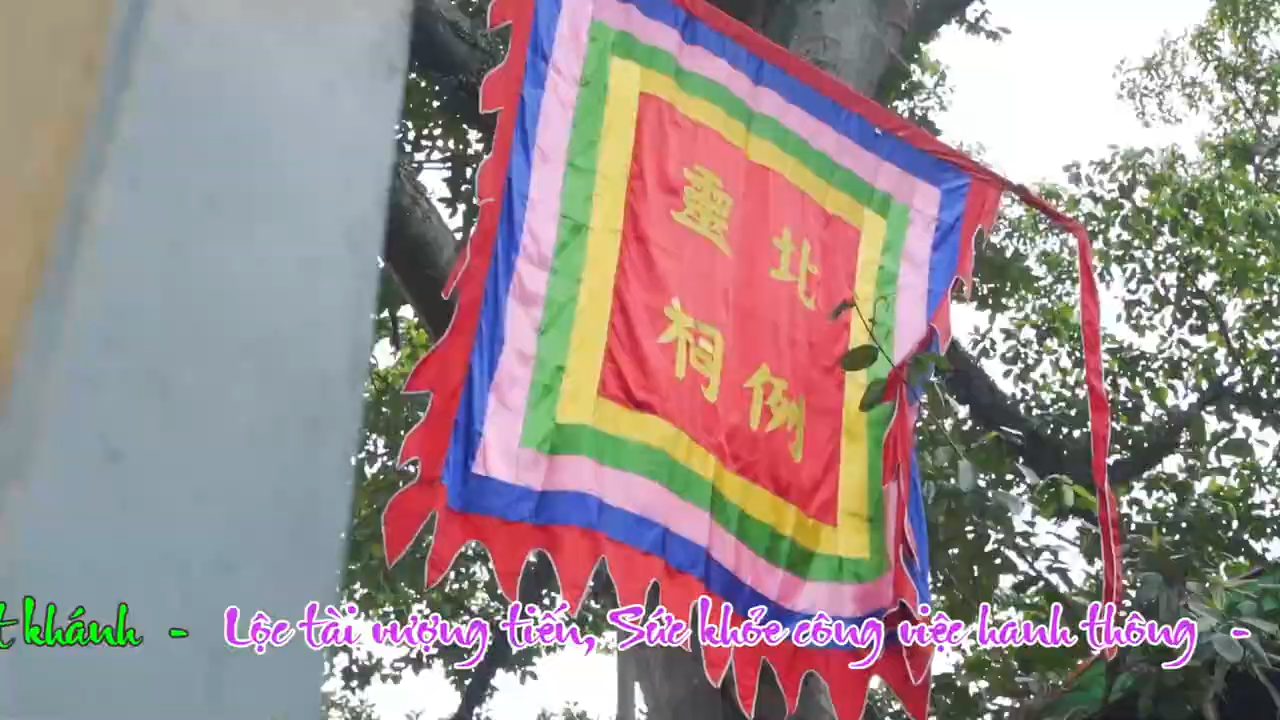 北例
靈祠
t khánh - Lộc tài vượng tiến, Sức khỏe công việc hanh thông -